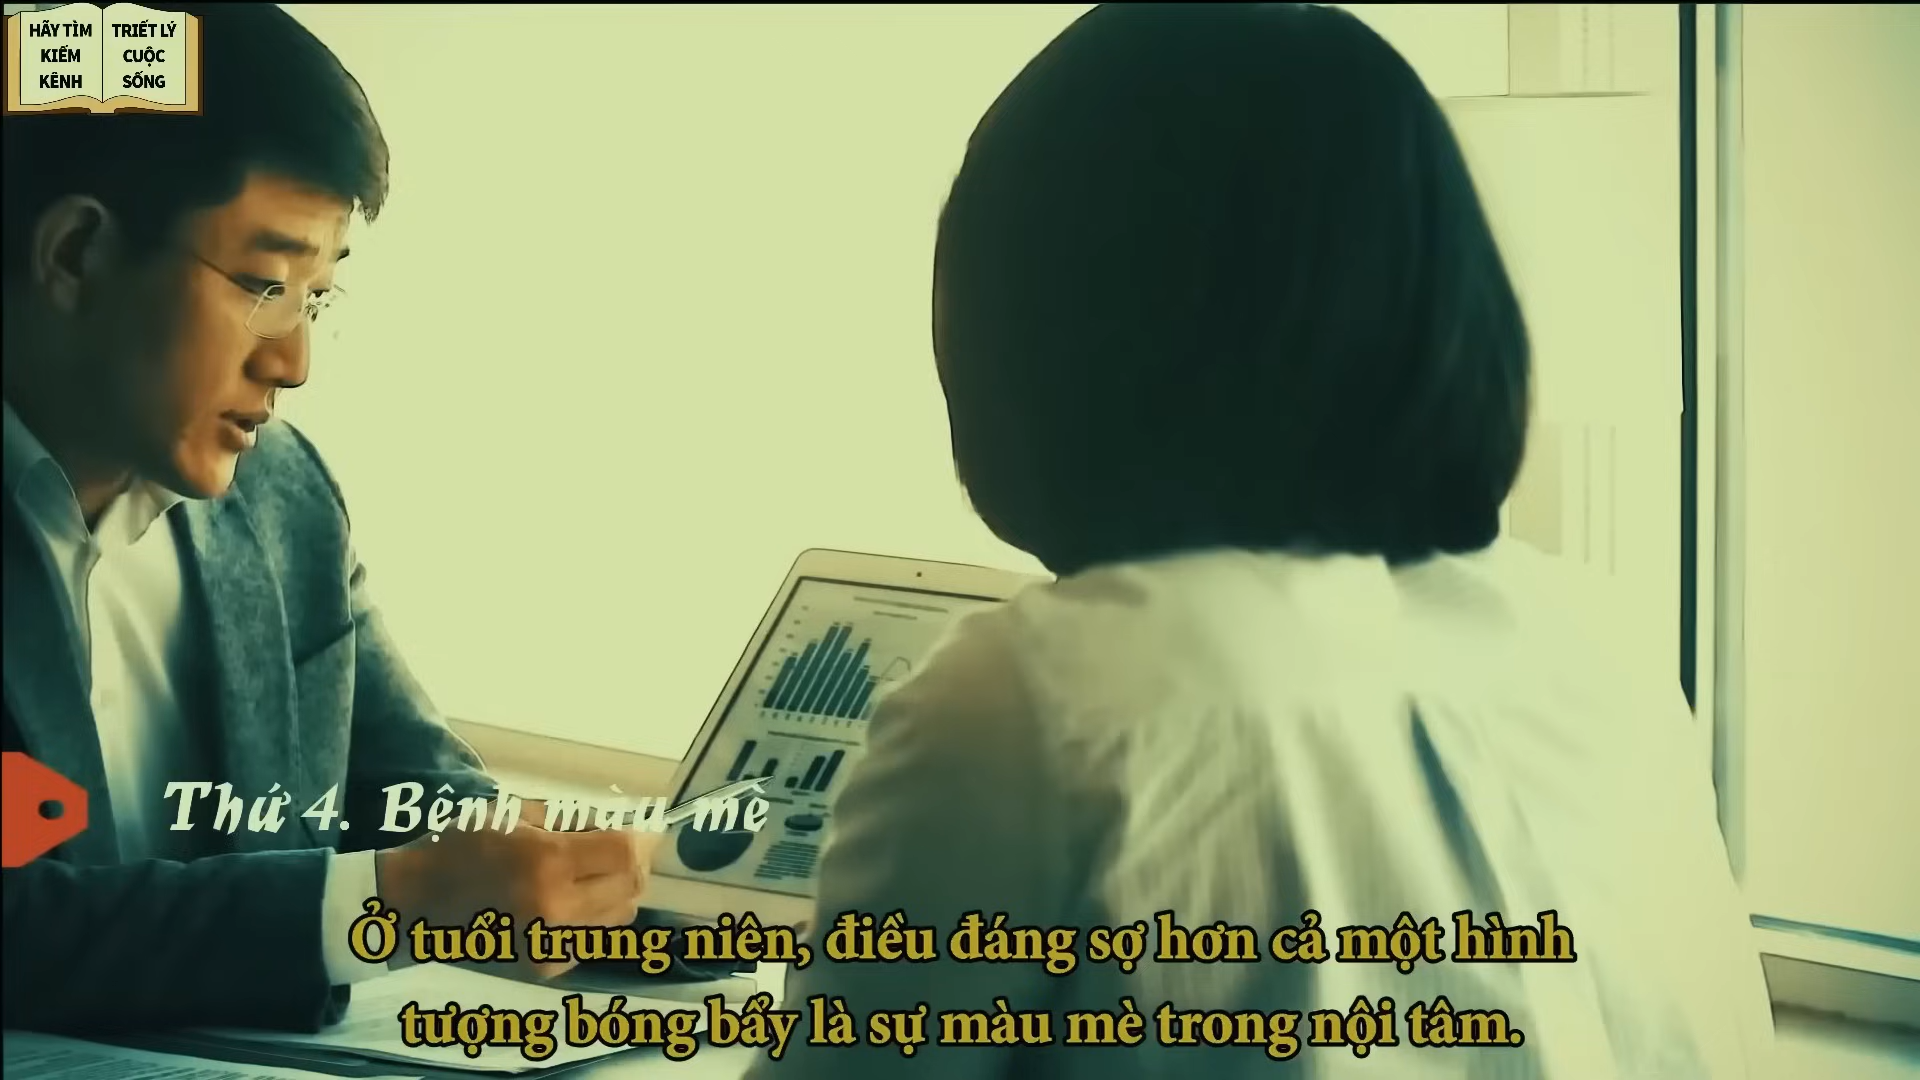 HÃY TÌM
KIẾM
KÊNH
TRIẾT LÝ
CUỘC
SỐNG
Thứ 4. Bệnh màu mè
Ở tuổi trung niên, điều đáng sợ hơn cả một hình
tượng bóng bẩy là sự màu mè trong nội tâm.